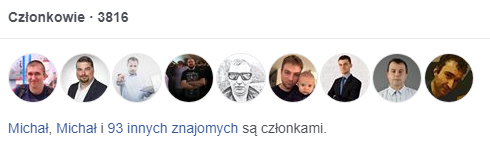 Członkowie · 3816
Michał, Michał i 93 innych znajomych są członkami.